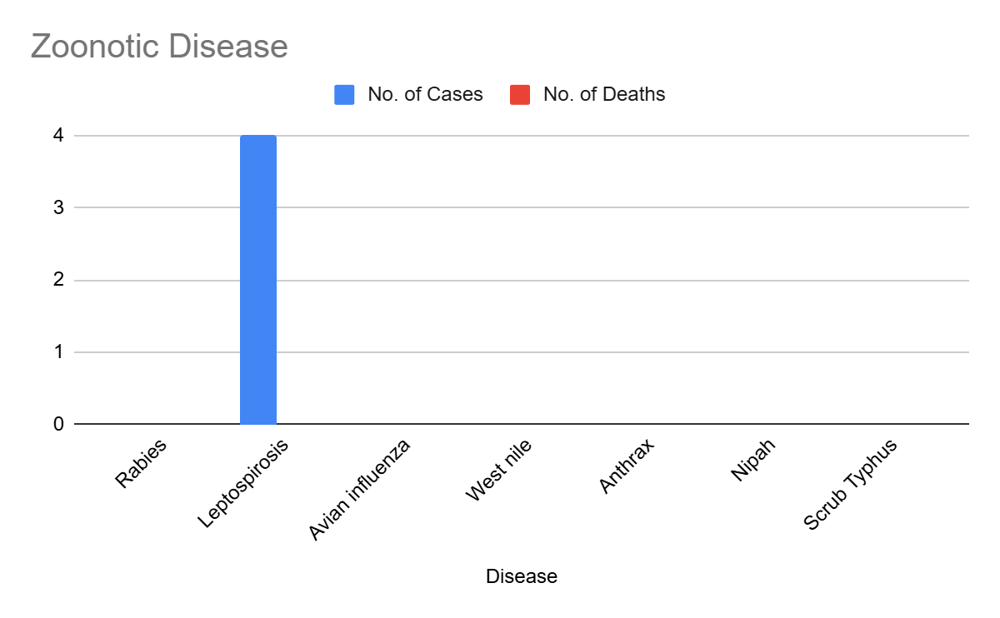 Zoonotic Disease
No. of Cases
No. of Deaths
4
3
2
1
0
Rabies
Leptospirosis
Avian influenza
West nile
Anthrax
Nipah
Scrub Typhus
Disease